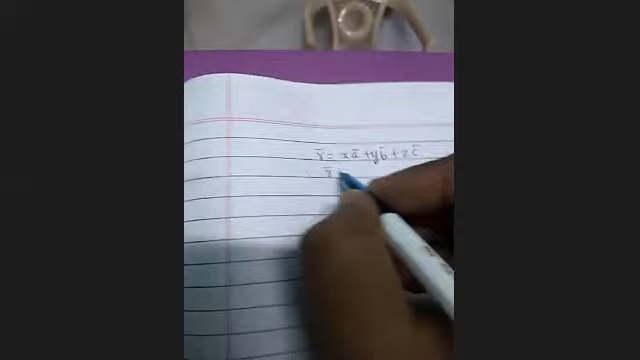 r̄ = xā + yb̄ + zc̄
r̄